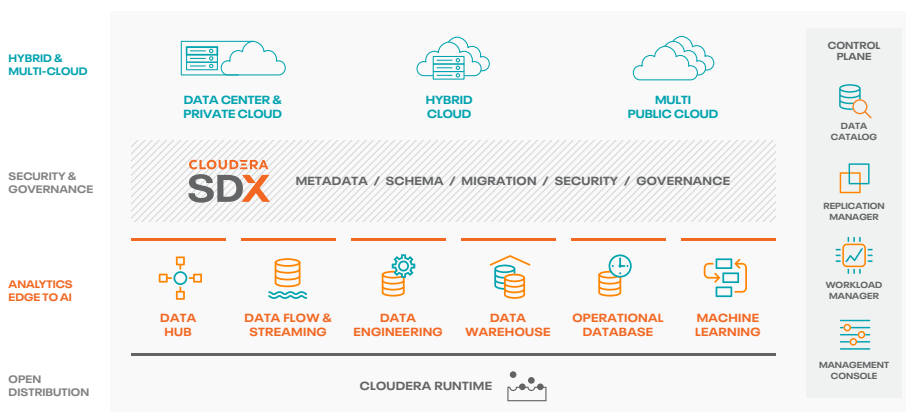 HYBRID &
MULTI-CLOUD
DATA CENTER &
PRIVATE CLOUD
HYBRID
CLOUD
MULTI
PUBLIC CLOUD
SECURITY &
GOVERNANCE
CLOUDERA
SDX
METADATA / SCHEMA / MIGRATION / SECURITY / GOVERNANCE
ANALYTICS
EDGE TO AI
DATA
HUB
DATA FLOW &
STREAMING
DATA
ENGINEERING
DATA
WAREHOUSE
OPERATIONAL
DATABASE
MACHINE
LEARNING
OPEN
DISTRIBUTION
CLOUDERA RUNTIME
CONTROL
PLANE
DATA
CATALOG
REPLICATION
MANAGER
WORKLOAD
MANAGER
MANAGEMENT
CONSOLE